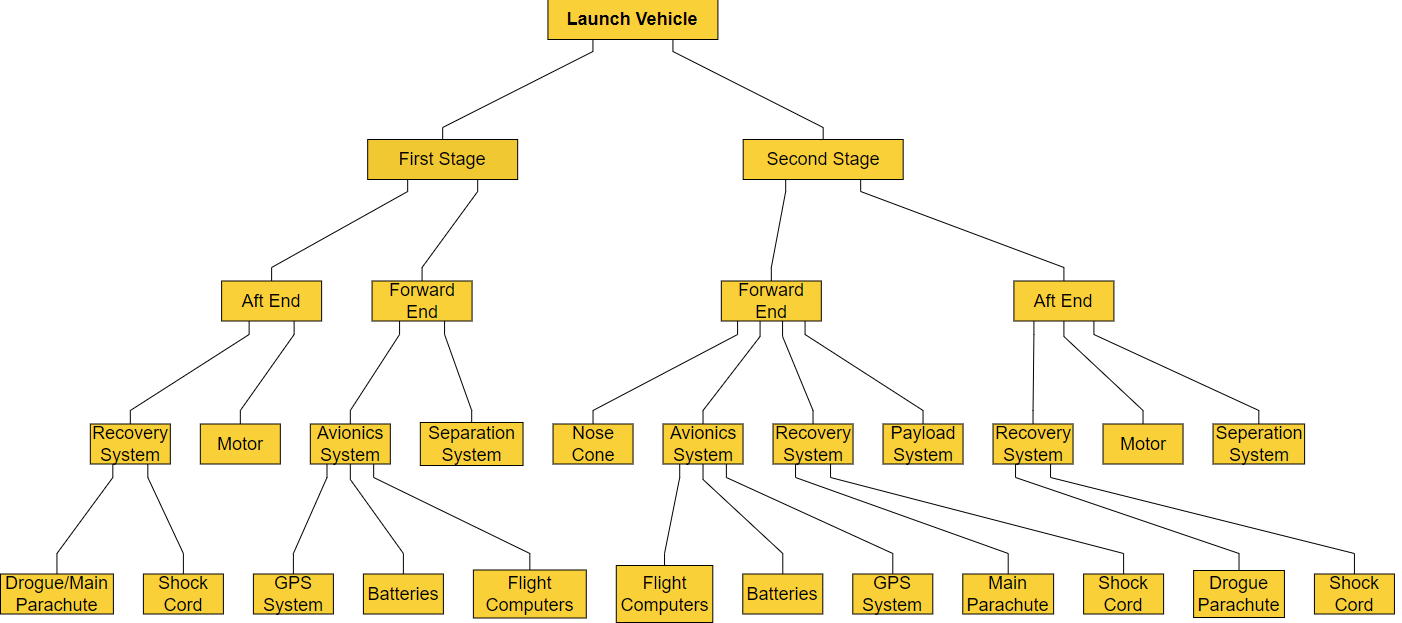 Launch Vehicle
First Stage
Second Stage
Aft End
Forward
End
Forward
End
Aft End
Recovery
System
Motor
Avionics
System
Separation
System
Nose
Cone
Avionics
System
Recovery
System
Payload
System
Recovery
System
Motor
Seperation
System
Drogue/Main
Parachute
Shock
Cord
GPS
System
Batteries
Flight
Computers
Flight
Computers
Batteries
GPS
System
Main
Parachute
Shock
Cord
Drogue
Parachute
Shock
Cord